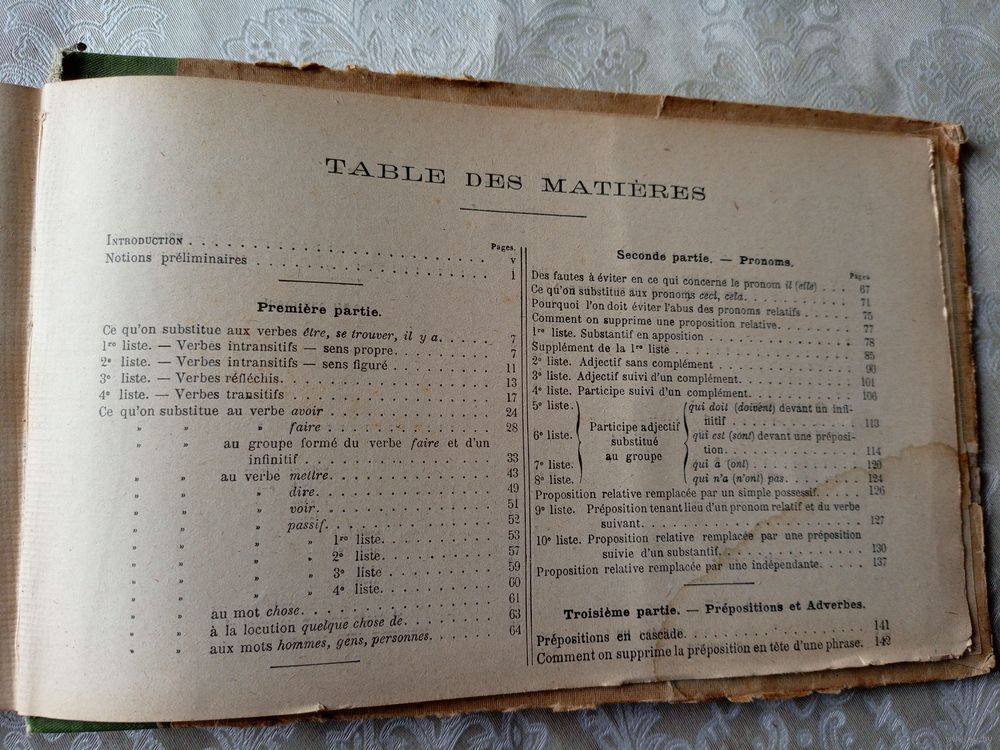 TABLE DES MATIÈRES
Pages.
INTRODUCTION . . . . . . . . . . v
Notions préliminaires . . . . . . . . . . 1
Première partie.
Ce qu'on substitue aux verbes être, se trouver, il y a. . . . . 7
1re liste. — Verbes intransitifs — sens propre. . . . . . 7
2e liste. — Verbes intransitifs — sens figuré . . . . . . 11
3e liste. — Verbes réfléchis. . . . . . . . . . 13
4e liste. — Verbes transitifs . . . . . . . . . . 17
Ce qu'on substitue au verbe avoir . . . . . . . . . . 24
» » » faire . . . . . . . . . . 28
» » au groupe formé du verbe faire et d'un
infinitif . . . . . . . . . . 33
» » au verbe mettre. . . . . . . . . . 43
» » » dire. . . . . . . . . . 49
» » » voir. . . . . . . . . . 51
» » » passif. . . . . . . . . . 52
» » » » 1re liste. . . . . . . 53
» » » » 2e liste. . . . . . . 57
» » » » 3e liste . . . . . . . 59
» » » » 4e liste. . . . . . . 60
» » au mot chose. . . . . . . . . . 61
» » à la locution quelque chose de. . . . . . 63
» » aux mots hommes, gens, personnes. . . . . 64
Seconde partie. — Pronoms.
Pages
Des fautes à éviter en ce qui concerne le pronom il (elle) . . . 67
Ce qu'on substitue aux pronoms ceci, cela. . . . . . . 71
Pourquoi l'on doit éviter l'abus des pronoms relatifs . . . . 75
Comment on supprime une proposition relative. . . . . . 77
1re liste. Substantif en apposition . . . . . . . . 78
Supplément de la 1re liste . . . . . . . . . . 85
2e liste. Adjectif sans complément . . . . . . . . 90
3e liste. Adjectif suivi d'un complément. . . . . . . 101
4e liste. Participe suivi d'un complément. . . . . . . 106
5e liste. qui doit (doivent) devant un infi-
nitif . . . . . . . . 113
6e liste. Participe adjectif substitué au groupe qui est (sont) devant une préposi-
tion. . . . . . . . 114
7e liste. qui a (ont) . . . . . . . 120
8e liste. qui n'a (n'ont) pas. . . . . . 124
Proposition relative remplacée par un simple possessif. . . . 126
9e liste. Préposition tenant lieu d'un pronom relatif et du verbe
suivant. . . . . . . . . . 127
10e liste. Proposition relative remplacée par une préposition
suivie d'un substantif. . . . . . . . . 130
Proposition relative remplacée par une indépendante. . . . . 137
Troisième partie. — Prépositions et Adverbes.
Prépositions en cascade. . . . . . . . . . 141
Comment on supprime la préposition en tête d'une phrase. . 142